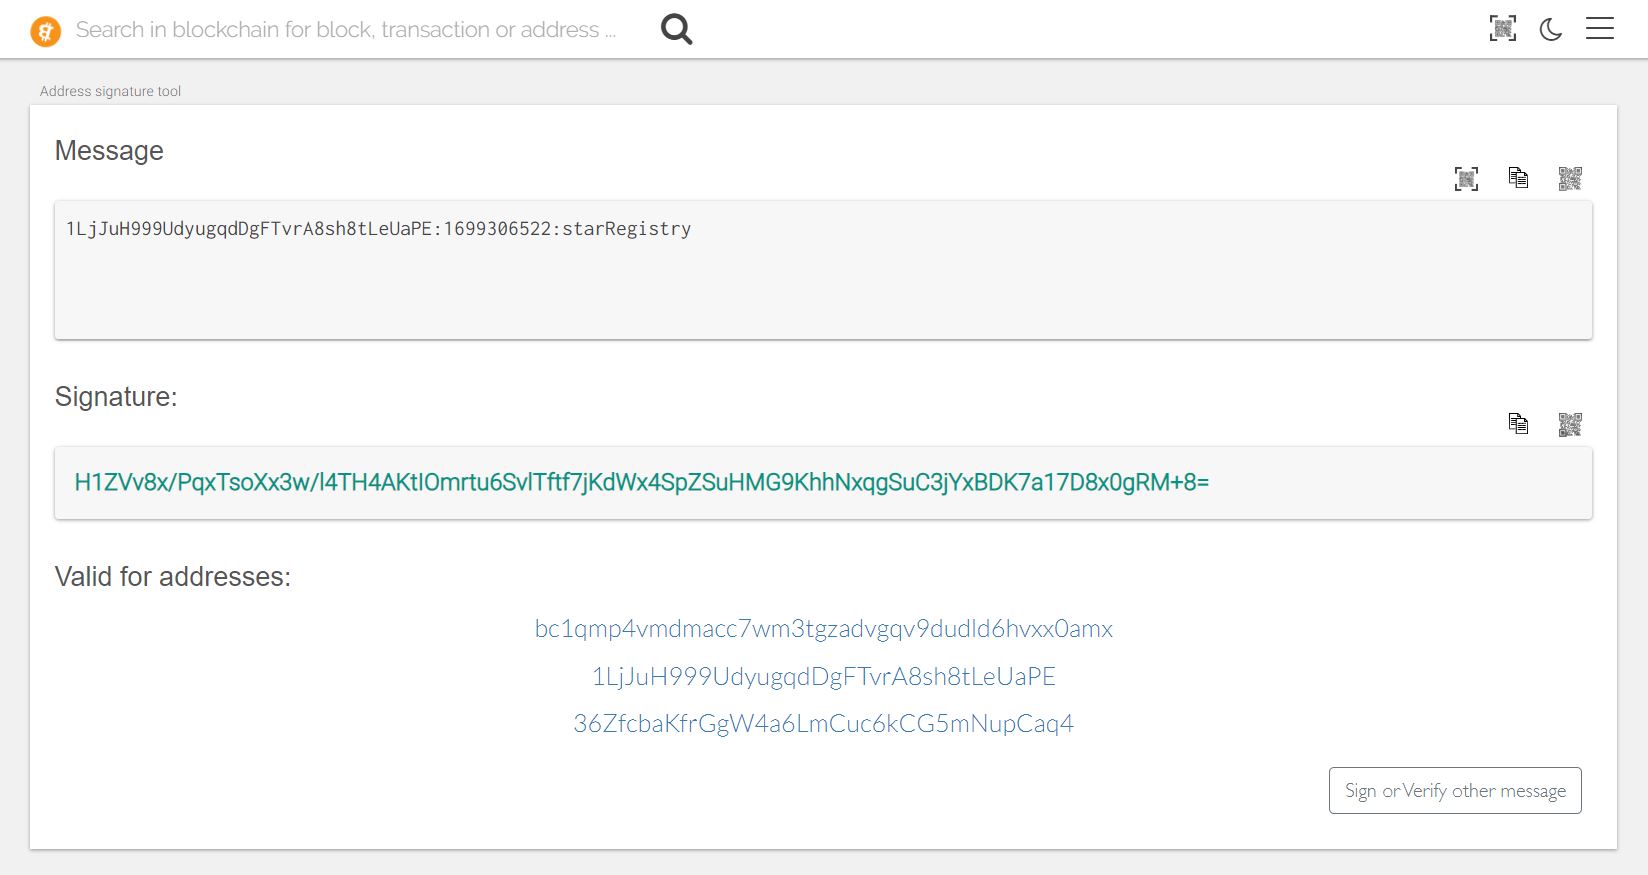 Search in blockchain for block, transaction or address ...
Address signature tool
Message
1LjJuH999UdyugqdDgFTvrA8sh8tLeUaPE:1699306522:starRegistry
Signature:
H1ZVv8x/PqxTsoXx3w/l4TH4AKtIOmrtu6SvlTftf7jKdWx4SpZSuHMG9KhhNxqgSuC3jYxBDK7a17D8x0gRM+8=
Valid for addresses:
bc1qmp4vmdmacc7wm3tgzadvgqv9dudld6hvxx0amx
1LjJuH999UdyugqdDgFTvrA8sh8tLeUaPE
36ZfcbaKfrGgW4a6LmCuc6kCG5mNupCaq4
Sign or Verify other message